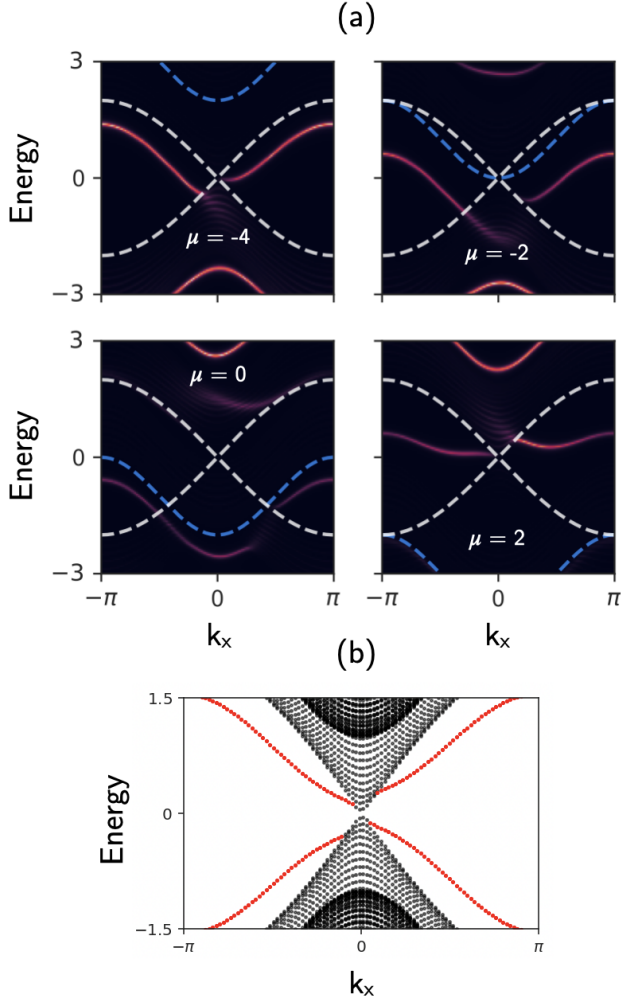 (a)
3
0
−3
Energy
μ = -4
μ = -2
3
0
−3
Energy
μ = 0
μ = 2
−π 0 π −π 0 π
kₓ kₓ
(b)
1.5
0
−1.5
Energy
−π 0 π
kₓ